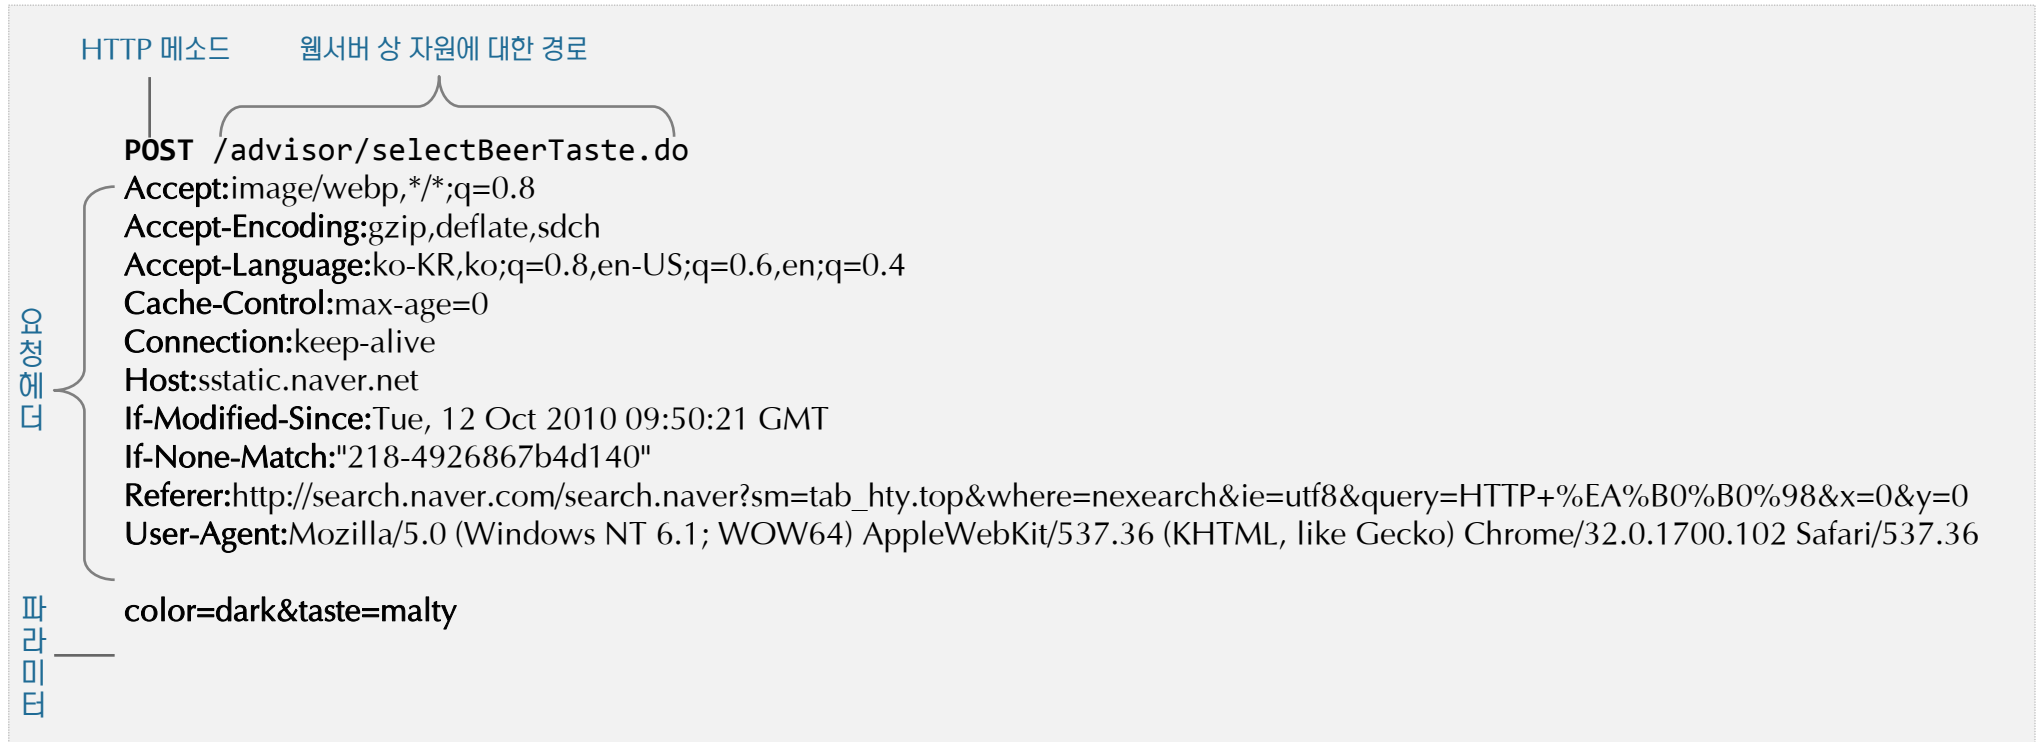 HTTP 메소드 웹서버 상 자원에 대한 경로
POST /advisor/selectBeerTaste.do
Accept:image/webp,*/*;q=0.8
Accept-Encoding:gzip,deflate,sdch
Accept-Language:ko-KR,ko;q=0.8,en-US;q=0.6,en;q=0.4
Cache-Control:max-age=0
Connection:keep-alive
Host:sstatic.naver.net
If-Modified-Since:Tue, 12 Oct 2010 09:50:21 GMT
If-None-Match:"218-4926867b4d140"
Referer:http://search.naver.com/search.naver?sm=tab_hty.top&where=nexearch&ie=utf8&query=HTTP+%EA%B0%B0%98&x=0&y=0
User-Agent:Mozilla/5.0 (Windows NT 6.1; WOW64) AppleWebKit/537.36 (KHTML, like Gecko) Chrome/32.0.1700.102 Safari/537.36
요청헤더
color=dark&taste=malty
파라미터